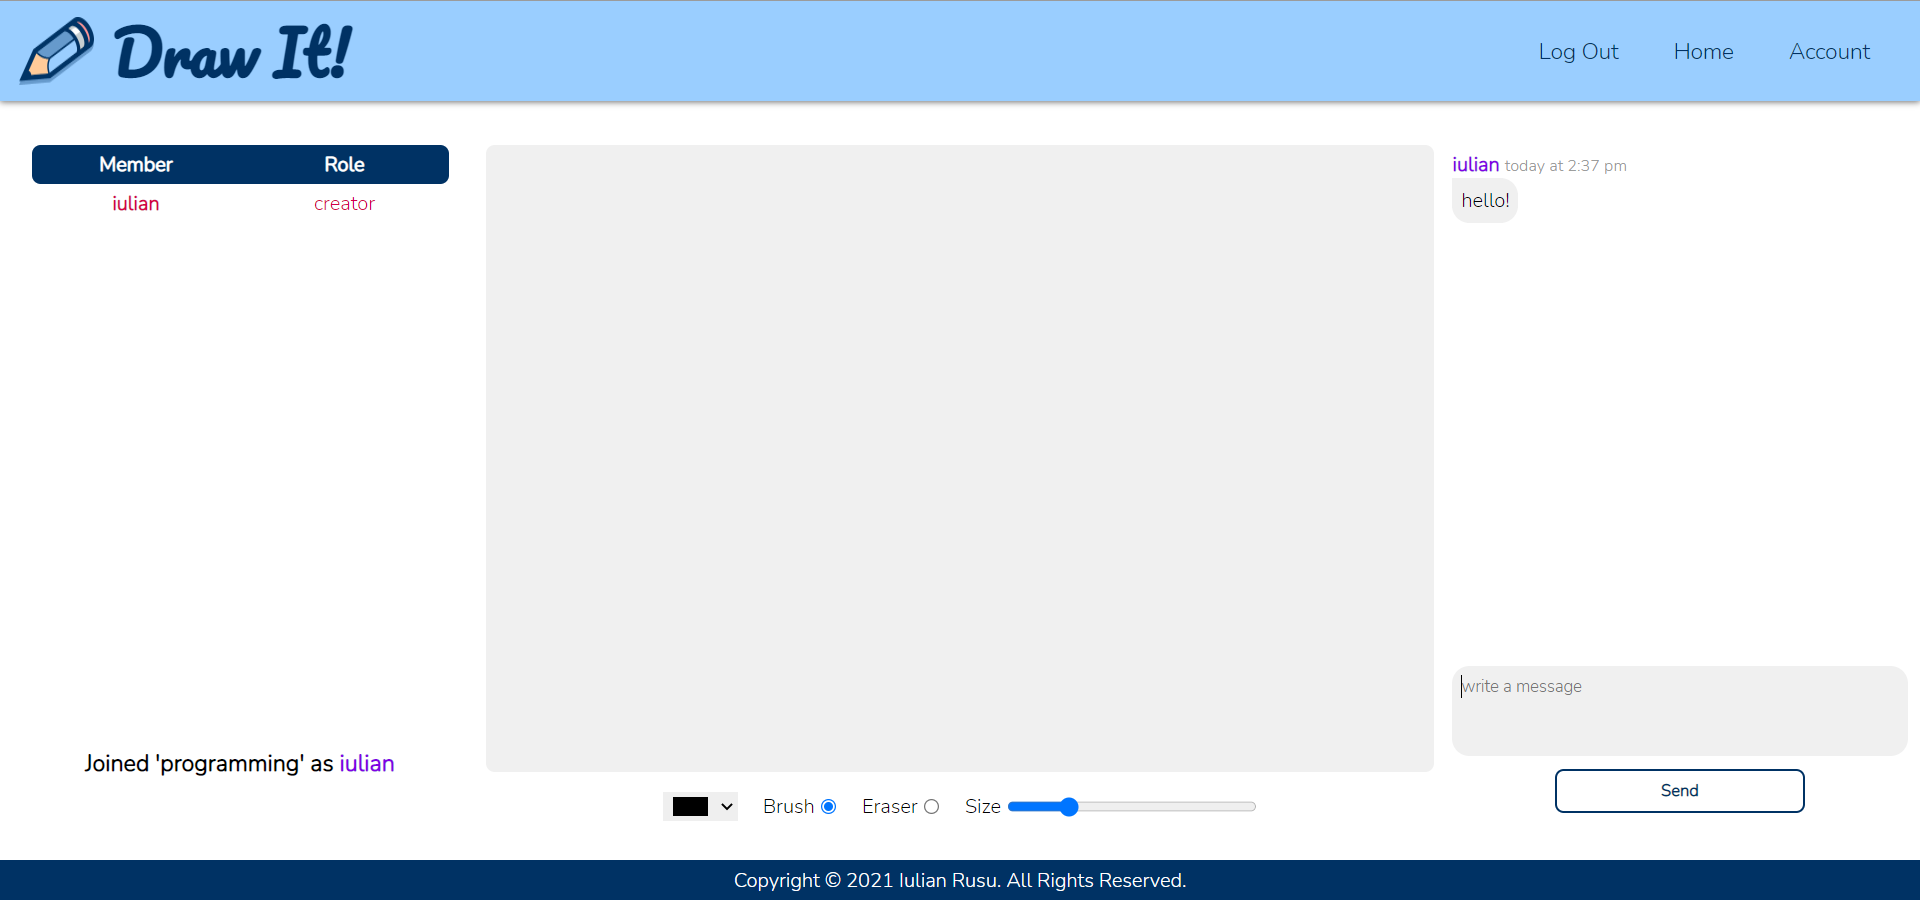 Draw It!
Log Out Home Account
Member Role
iulian creator
Joined 'programming' as iulian
Brush Eraser Size
iulian today at 2:37 pm
hello!
write a message
Send
Copyright © 2021 Iulian Rusu. All Rights Reserved.